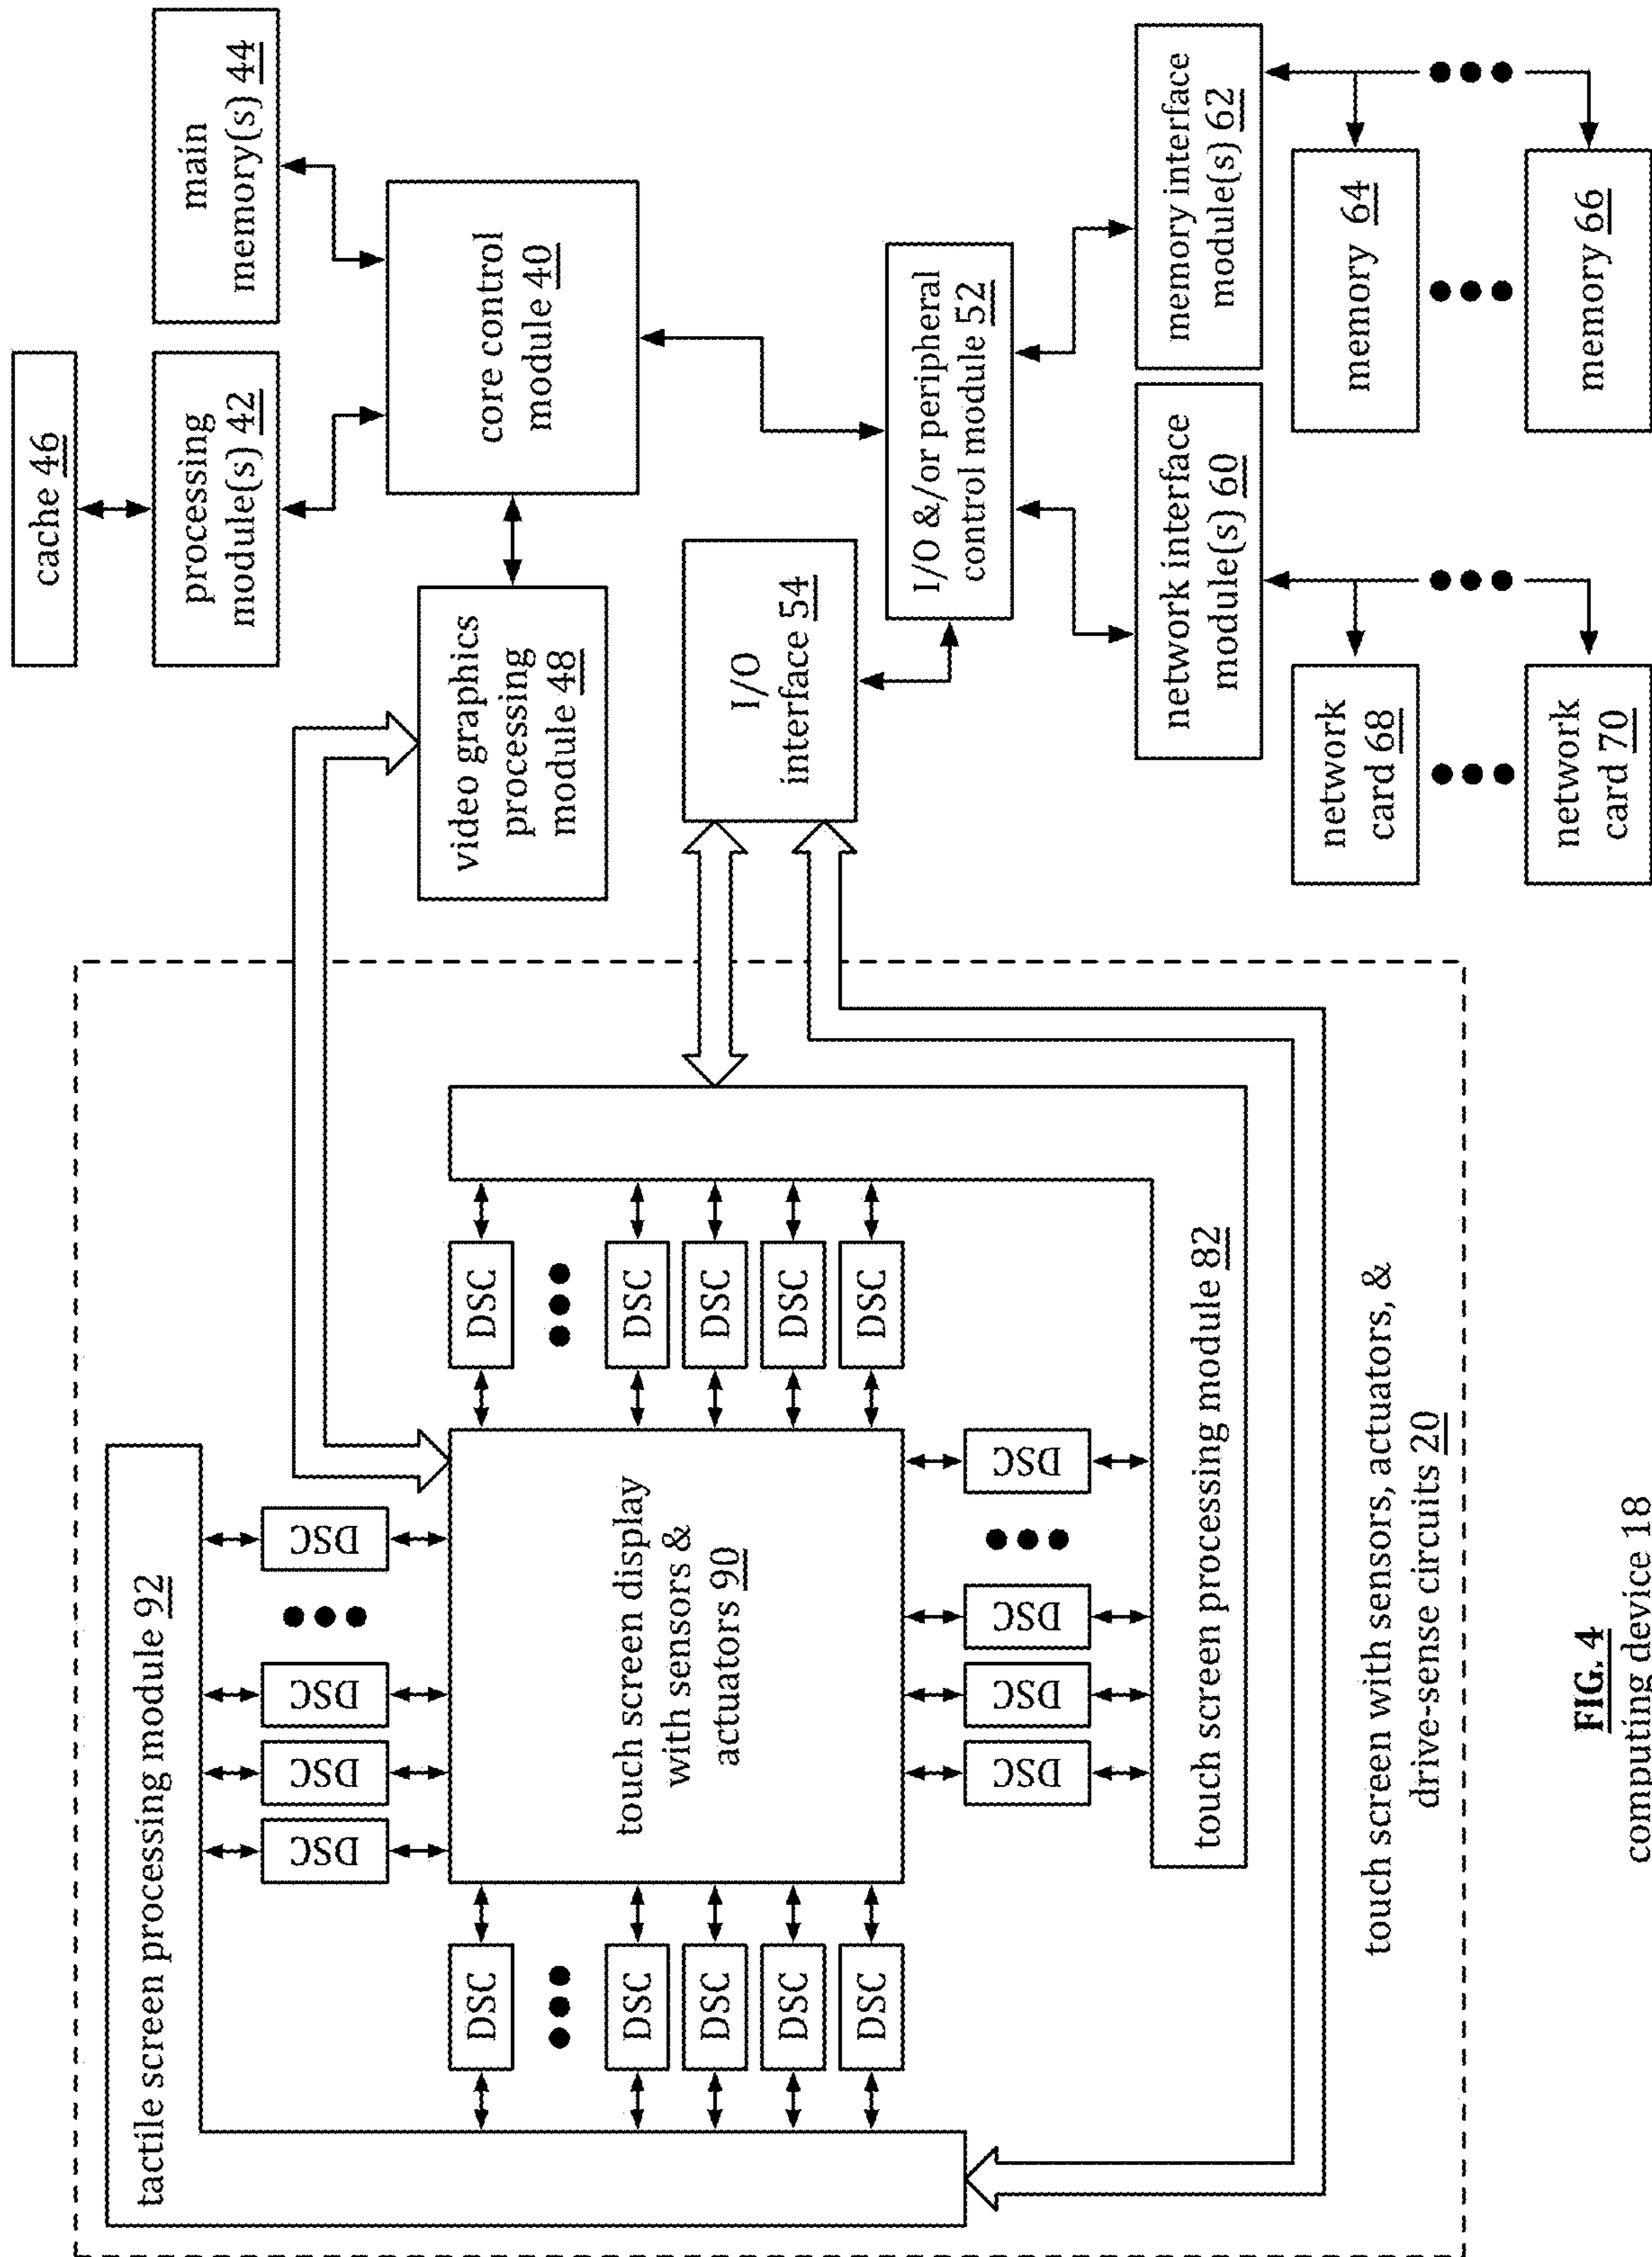 cache 46
tactile screen processing module 92
processing
module(s) 42
main
memory(s) 44
DSC
DSC
DSC
DSC
DSC
DSC
DSC
DSC
DSC
touch screen display
with sensors &
actuators 90
DSC
DSC
DSC
DSC
DSC
video graphics
processing
module 48
core control
module 40
I/O
interface 54
I/O &/or peripheral
control module 52
DSC
DSC
DSC
DSC
touch screen processing module 82
network interface
module(s) 60
memory interface
module(s) 62
touch screen with sensors, actuators, &
drive-sense circuits 20
network
card 68
memory 64
network
card 70
memory 66
FIG. 4
computing device 18